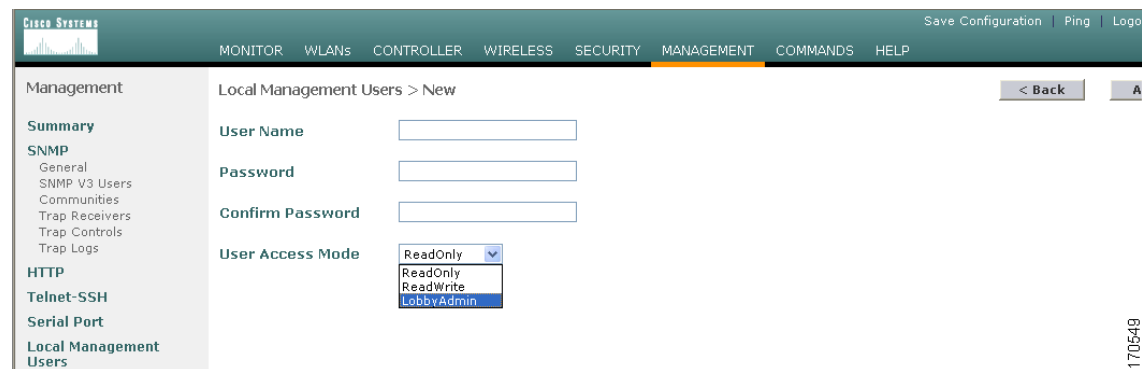 CISCO SYSTEMS
Save Configuration | Ping | Logo
MONITOR WLANs CONTROLLER WIRELESS SECURITY MANAGEMENT COMMANDS HELP
Management
Summary
SNMP
General
SNMP V3 Users
Communities
Trap Receivers
Trap Controls
Trap Logs
HTTP
Telnet-SSH
Serial Port
Local Management
Users
Local Management Users > New
< Back
A
User Name
Password
Confirm Password
User Access Mode
ReadOnly
ReadOnly
ReadWrite
LobbyAdmin
170549